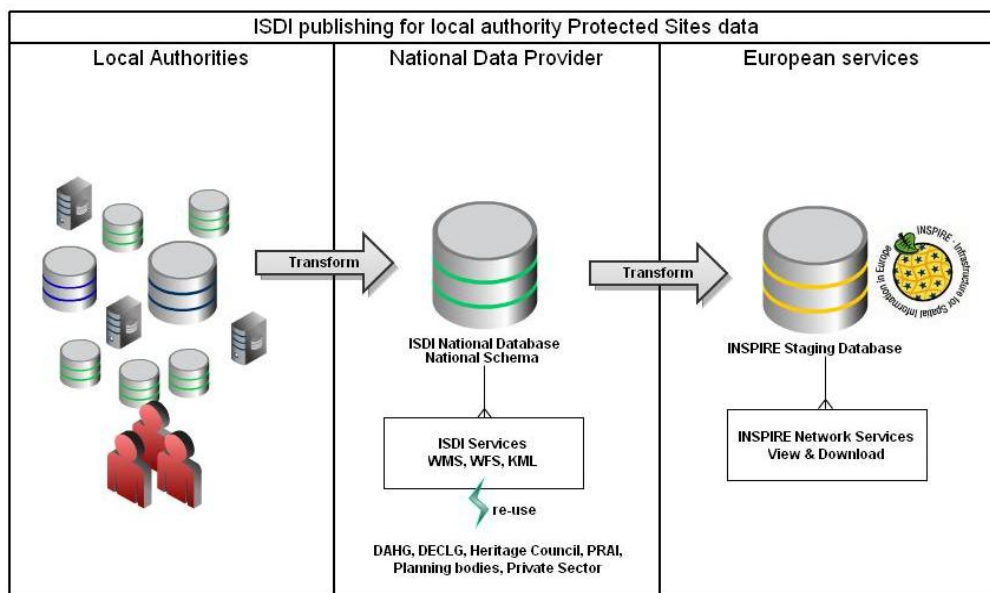 ISDI publishing for local authority Protected Sites data
Local Authorities
National Data Provider
European services
Transform
Transform
INSPIRE - Infrastructure for Spatial Information in Europe
ISDI National Database
National Schema
INSPIRE Staging Database
ISDI Services
WMS, WFS, KML
INSPIRE Network Services
View & Download
re-use
DAHG, DECLG, Heritage Council, PRAI,
Planning bodies, Private Sector